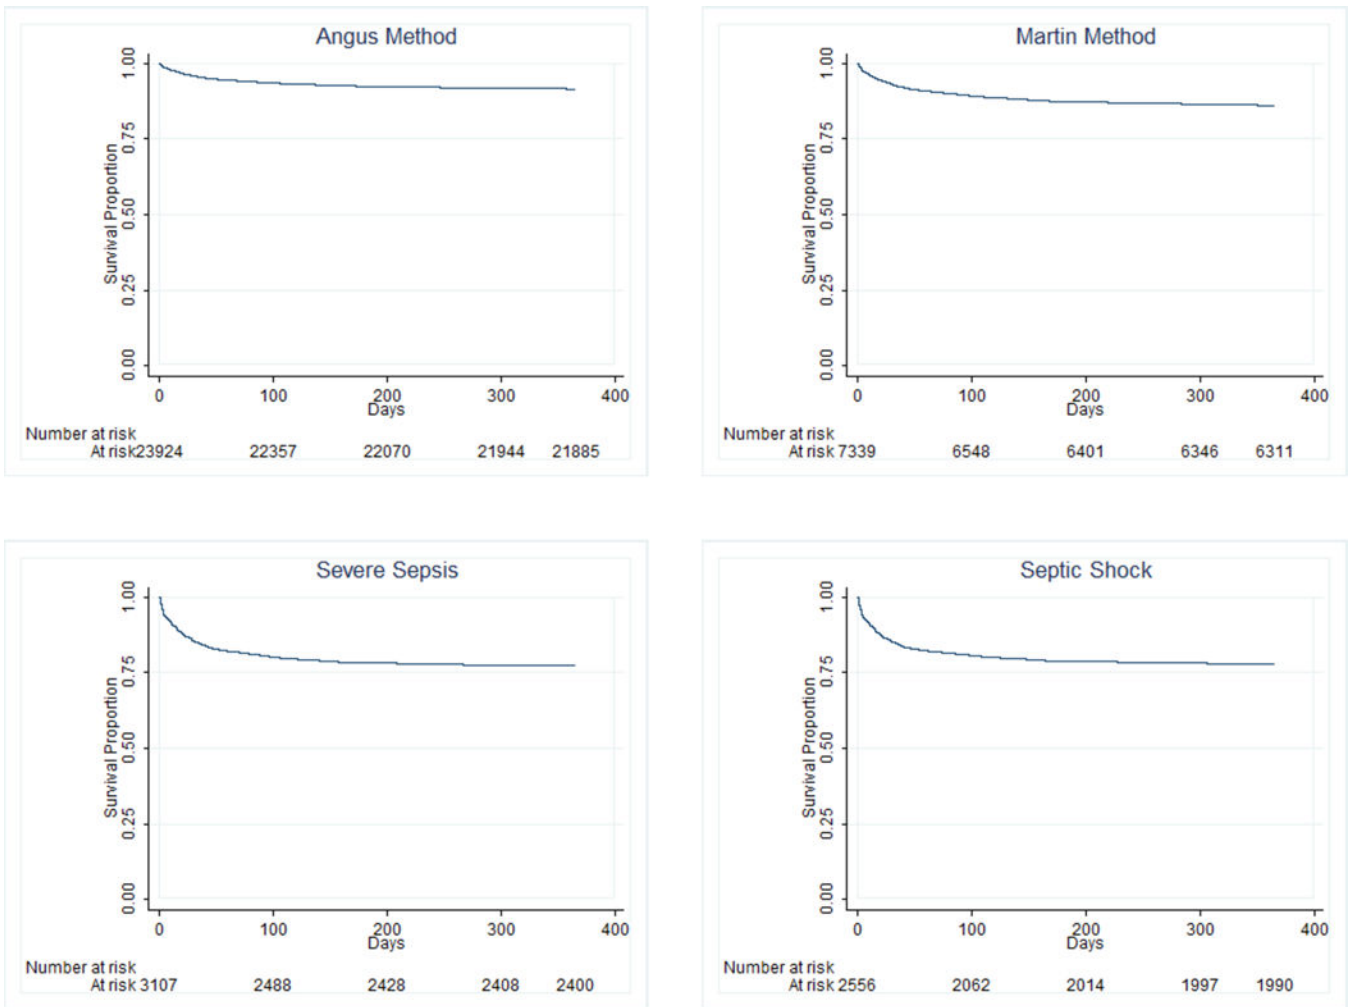 Angus Method
1.00
0.75
0.50
0.25
0.00
Survival Proportion
0 100 200 300 400
Days
Number at risk
At risk 23924 22357 22070 21944 21885
Martin Method
1.00
0.75
0.50
0.25
0.00
Survival Proportion
0 100 200 300 400
Days
Number at risk
At risk 7339 6548 6401 6346 6311
Severe Sepsis
1.00
0.75
0.50
0.25
0.00
Survival Proportion
0 100 200 300 400
Days
Number at risk
At risk 3107 2488 2428 2408 2400
Septic Shock
1.00
0.75
0.50
0.25
0.00
Survival Proportion
0 100 200 300 400
Days
Number at risk
At risk 2556 2062 2014 1997 1990